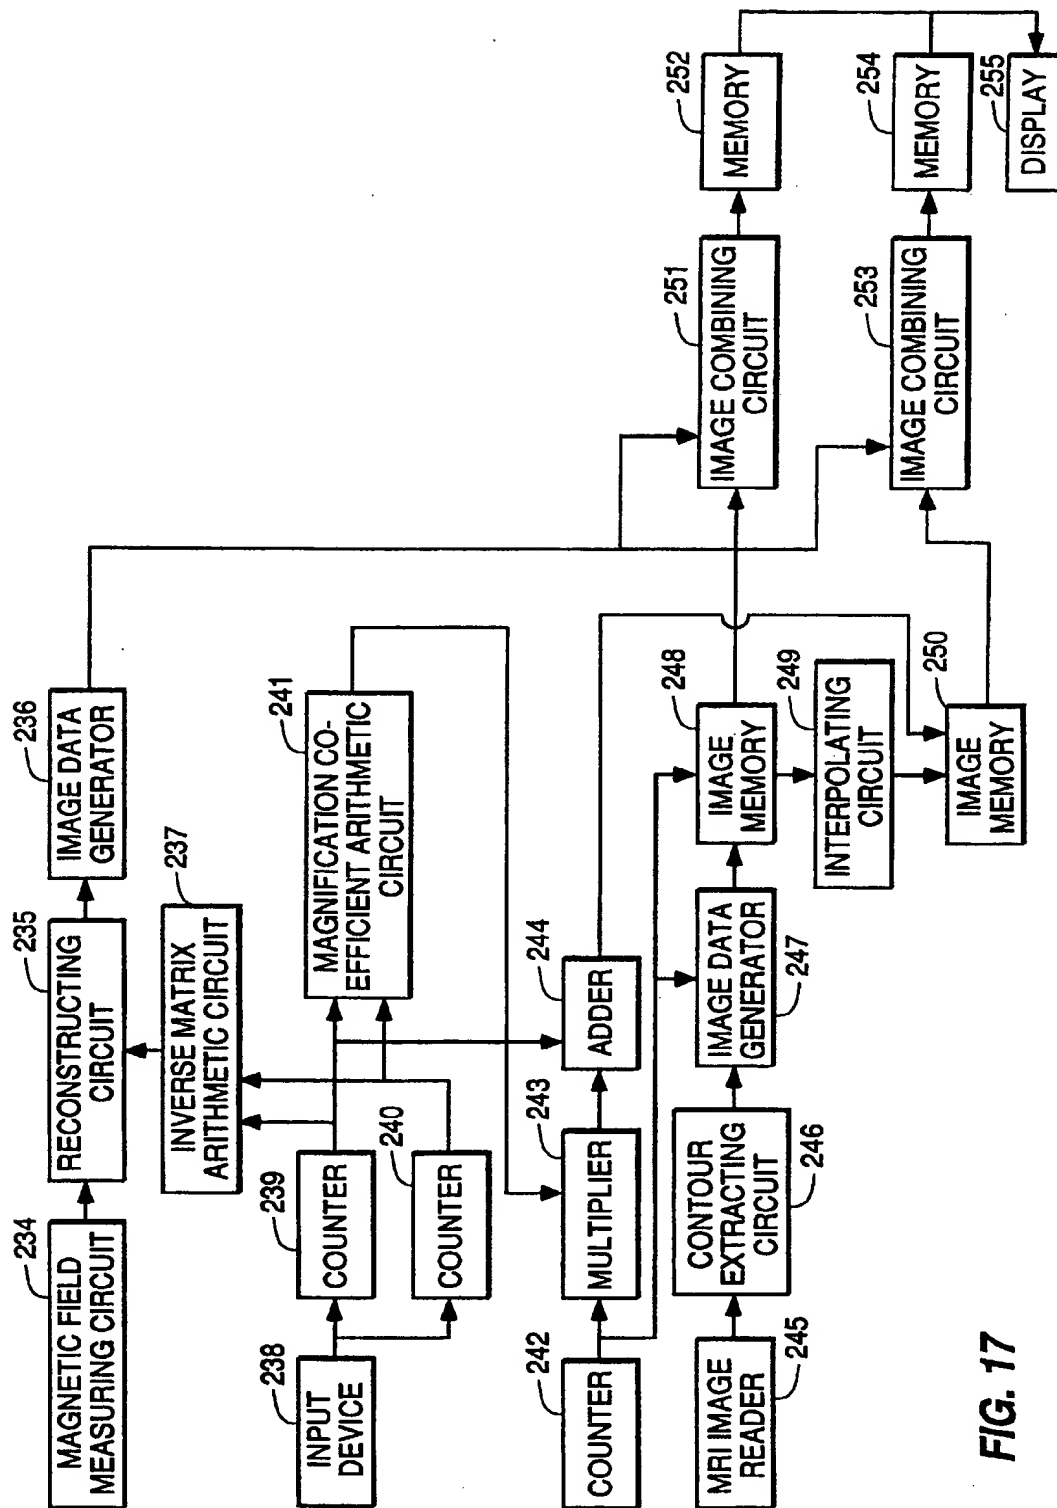 234
MAGNETIC FIELD
MEASURING CIRCUIT
235
RECONSTRUCTING
CIRCUIT
236
IMAGE DATA
GENERATOR
237
INVERSE MATRIX
ARITHMETIC CIRCUIT
238
INPUT
DEVICE
239
COUNTER
240
COUNTER
241
MAGNIFICATION CO-
EFFICIENT ARITHMETIC
CIRCUIT
242
COUNTER
243
MULTIPLIER
244
ADDER
MRI IMAGE
READER
245
CONTOUR
EXTRACTING
CIRCUIT
246
IMAGE DATA
GENERATOR
247
248
IMAGE
MEMORY
249
INTERPOLATING
CIRCUIT
250
IMAGE
MEMORY
251
IMAGE COMBINING
CIRCUIT
252
MEMORY
253
IMAGE COMBINING
CIRCUIT
254
MEMORY
255
DISPLAY
FIG. 17